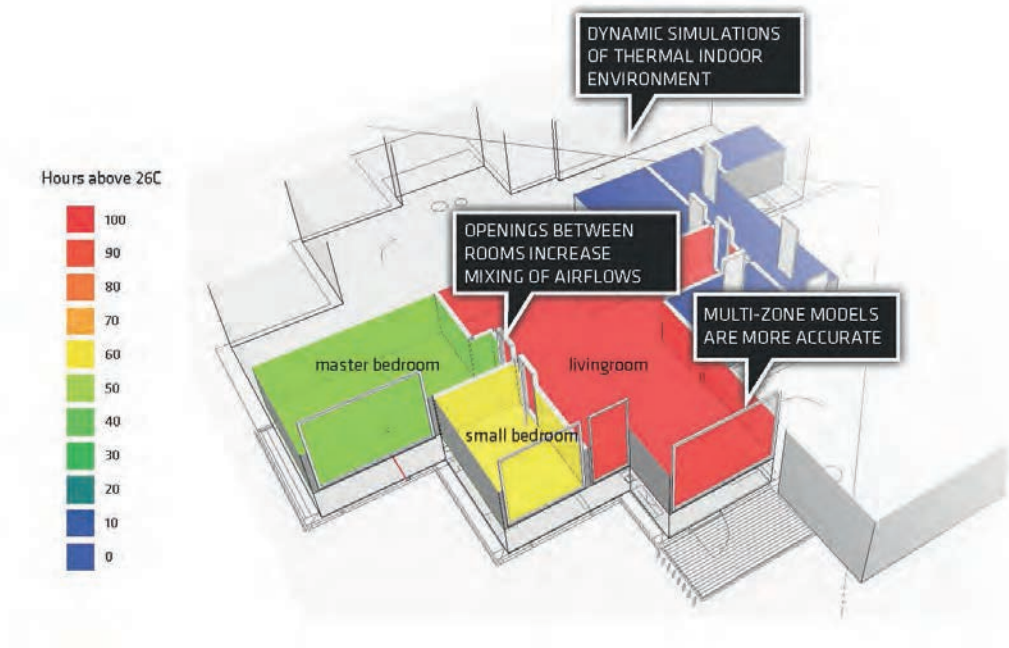 DYNAMIC SIMULATIONS
OF THERMAL INDOOR
ENVIRONMENT
Hours above 26C
100
90
80
70
60
50
40
30
20
10
0
OPENINGS BETWEEN
ROOMS INCREASE
MIXING OF AIRFLOWS
MULTI-ZONE MODELS
ARE MORE ACCURATE
master bedroom
livingroom
small bedroom